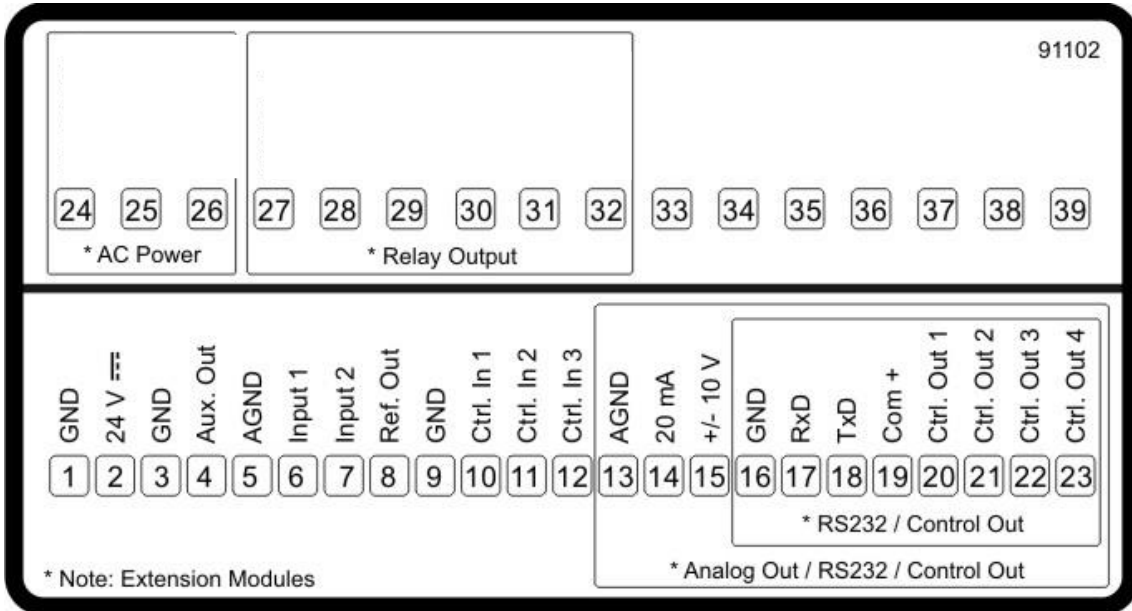 91102
24 25 26 27 28 29 30 31 32 33 34 35 36 37 38 39
* AC Power
* Relay Output
GND
24 V ⎓
GND
Aux. Out
AGND
Input 1
Input 2
Ref. Out
GND
Ctrl. In 1
Ctrl. In 2
Ctrl. In 3
AGND
20 mA
+/- 10 V
GND
RxD
TxD
Com +
Ctrl. Out 1
Ctrl. Out 2
Ctrl. Out 3
Ctrl. Out 4
1 2 3 4 5 6 7 8 9 10 11 12 13 14 15 16 17 18 19 20 21 22 23
* RS232 / Control Out
* Analog Out / RS232 / Control Out
* Note: Extension Modules